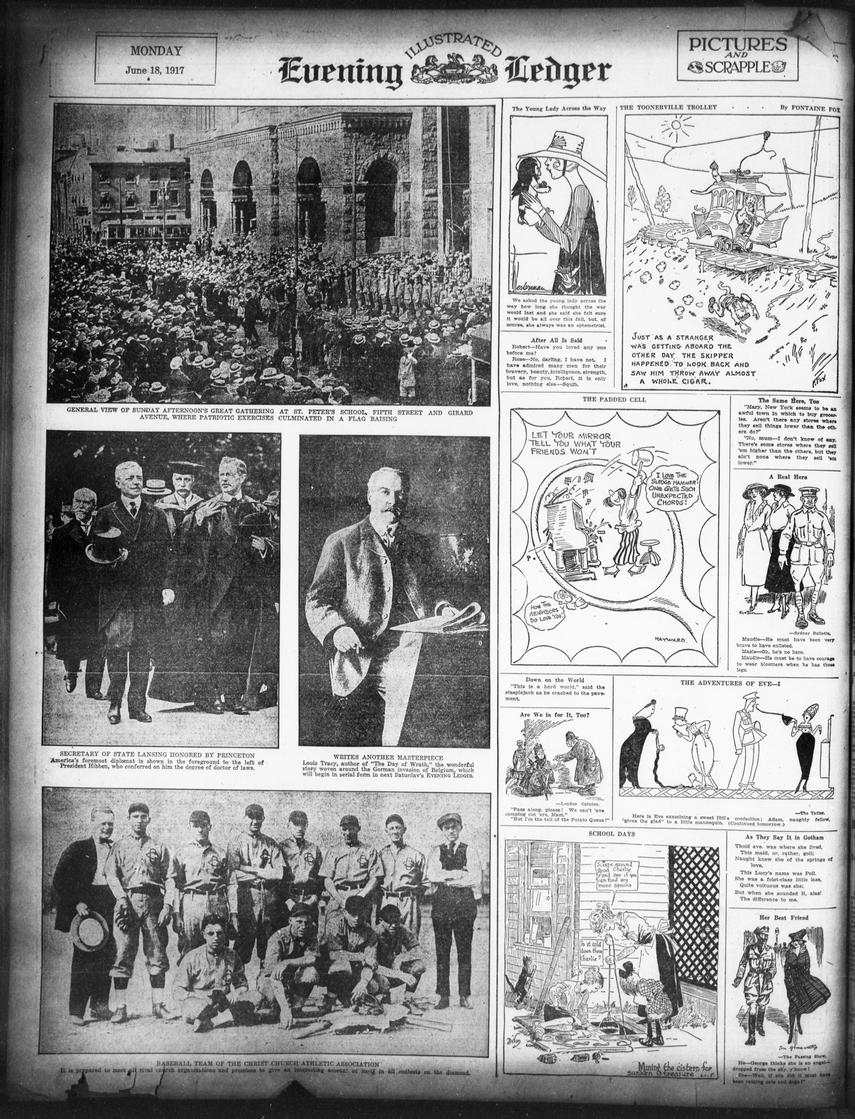 MONDAY
June 18, 1917
ILLUSTRATED
Evening Ledger
PICTURES
AND
SCRAPPLE
GENERAL VIEW OF SUNDAY AFTERNOON'S GREAT GATHERING AT ST. PETER'S SCHOOL, FIFTH STREET AND GIRARD
AVENUE, WHERE PATRIOTIC EXERCISES CULMINATED IN A FLAG RAISING
SECRETARY OF STATE LANSING HONORED BY PRINCETON
America's foremost diplomat is shown in the foreground to the left of
President Hibben, who conferred on him the degree of doctor of laws.
WRITES ANOTHER MASTERPIECE
Louis Tracy, author of "The Day of Wrath," the wonderful
story woven around the German invasion of Belgium, which
will begin in serial form in next Saturday's EVENING LEDGER.
BASEBALL TEAM OF THE CHRIST CHURCH ATHLETIC ASSOCIATION
It is prepared to meet all rival church organizations and promises to give an interesting account of itself in all contests on the diamond.
The Young Lady Across the Way
We asked the young lady across the
way how long she thought the war
would last and she said she felt sure
it would be all over this fall, but, of
course, she always was an optometrist.
After All Is Said
Robert—Have you loved any one
before me?
Rose—No, darling, I have not. I
have admired many men for their
bravery, beauty, intelligence, strength,
but as for you, Robert, it is only
love, nothing else—Squib.
THE TOONERVILLE TROLLEY
By FONTAINE FOX
JUST AS A STRANGER
WAS GETTING ABOARD THE
OTHER DAY THE SKIPPER
HAPPENED TO LOOK BACK AND
SAW HIM THROW AWAY ALMOST
A WHOLE CIGAR.
THE PADDED CELL
LET YOUR MIRROR
TELL YOU WHAT YOUR
FRIENDS WON'T
I LOVE THE
SLEDGE HAMMER
ONE GETS SUCH
UNEXPECTED
CHORDS!
HOW THE
NEIGHBORS
DO LOVE YOU!
HAYWARD
The Same Here, Too
"Mary, New York seems to be an
awful town in which to buy grocer-
ies. Aren't there any stores where
they sell things lower than the oth-
ers do?"
"No, mum—I don't know of any.
There's some stores where they sell
'em higher than the others, but they
ain't none where they sell 'em
lower."
A Real Hero
—Sydney Bulletin.
Maudie—He must have been very
brave to have enlisted.
Maisie—Oh, he's no hero.
Maudie—He must be to have courage
to wear bloomers when he has those
legs.
Down on the World
"This is a hard world," said the
steeplejack as he crashed to the pave-
ment.
Are We in for It, Too?
—London Opinion.
"Pass along, please! We can't 'ave
camping out 'ere, Mam."
"But I'm the tail of the Potato Queue!"
THE ADVENTURES OF EVE—I
—The Tatler.
Here is Eve examining a sweet little confection; Adam, naughty fellow,
"gives the glad" to a little mannequin. (Continued tomorrow.)
SCHOOL DAYS
Is it cold
down there
Charlie?
Mining the cistern for
sunken treasure
As They Say It in Gotham
Thoid ave. was where she lived,
This maid, or, rather, goil;
Naught knew she of the springs of
love.
This Lucy's name was Poil.
She was a foist-class little lass,
Quite voituous was she;
But when she sounded it, alas!
The difference to me.
Her Best Friend
—The Passing Show.
He—George thinks she is an angel
dropped from the sky, y'know!
She—Well, if she did it must have
been raining cats and dogs!"